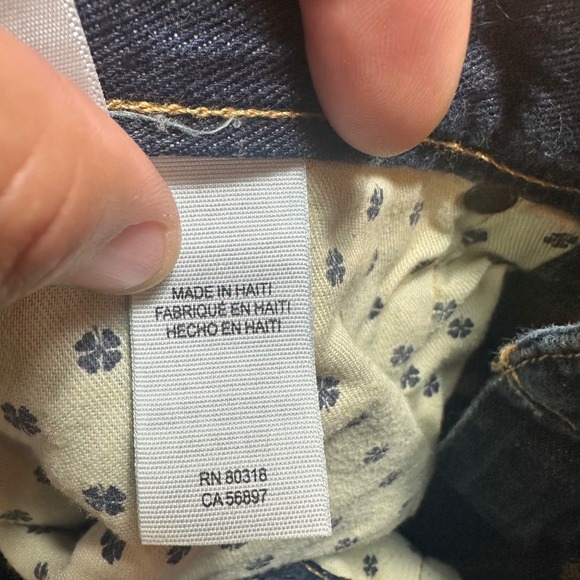 MADE IN HAITI
FABRIQUÉ EN HAITI
HECHO EN HAITI
RN 80318
CA 56897